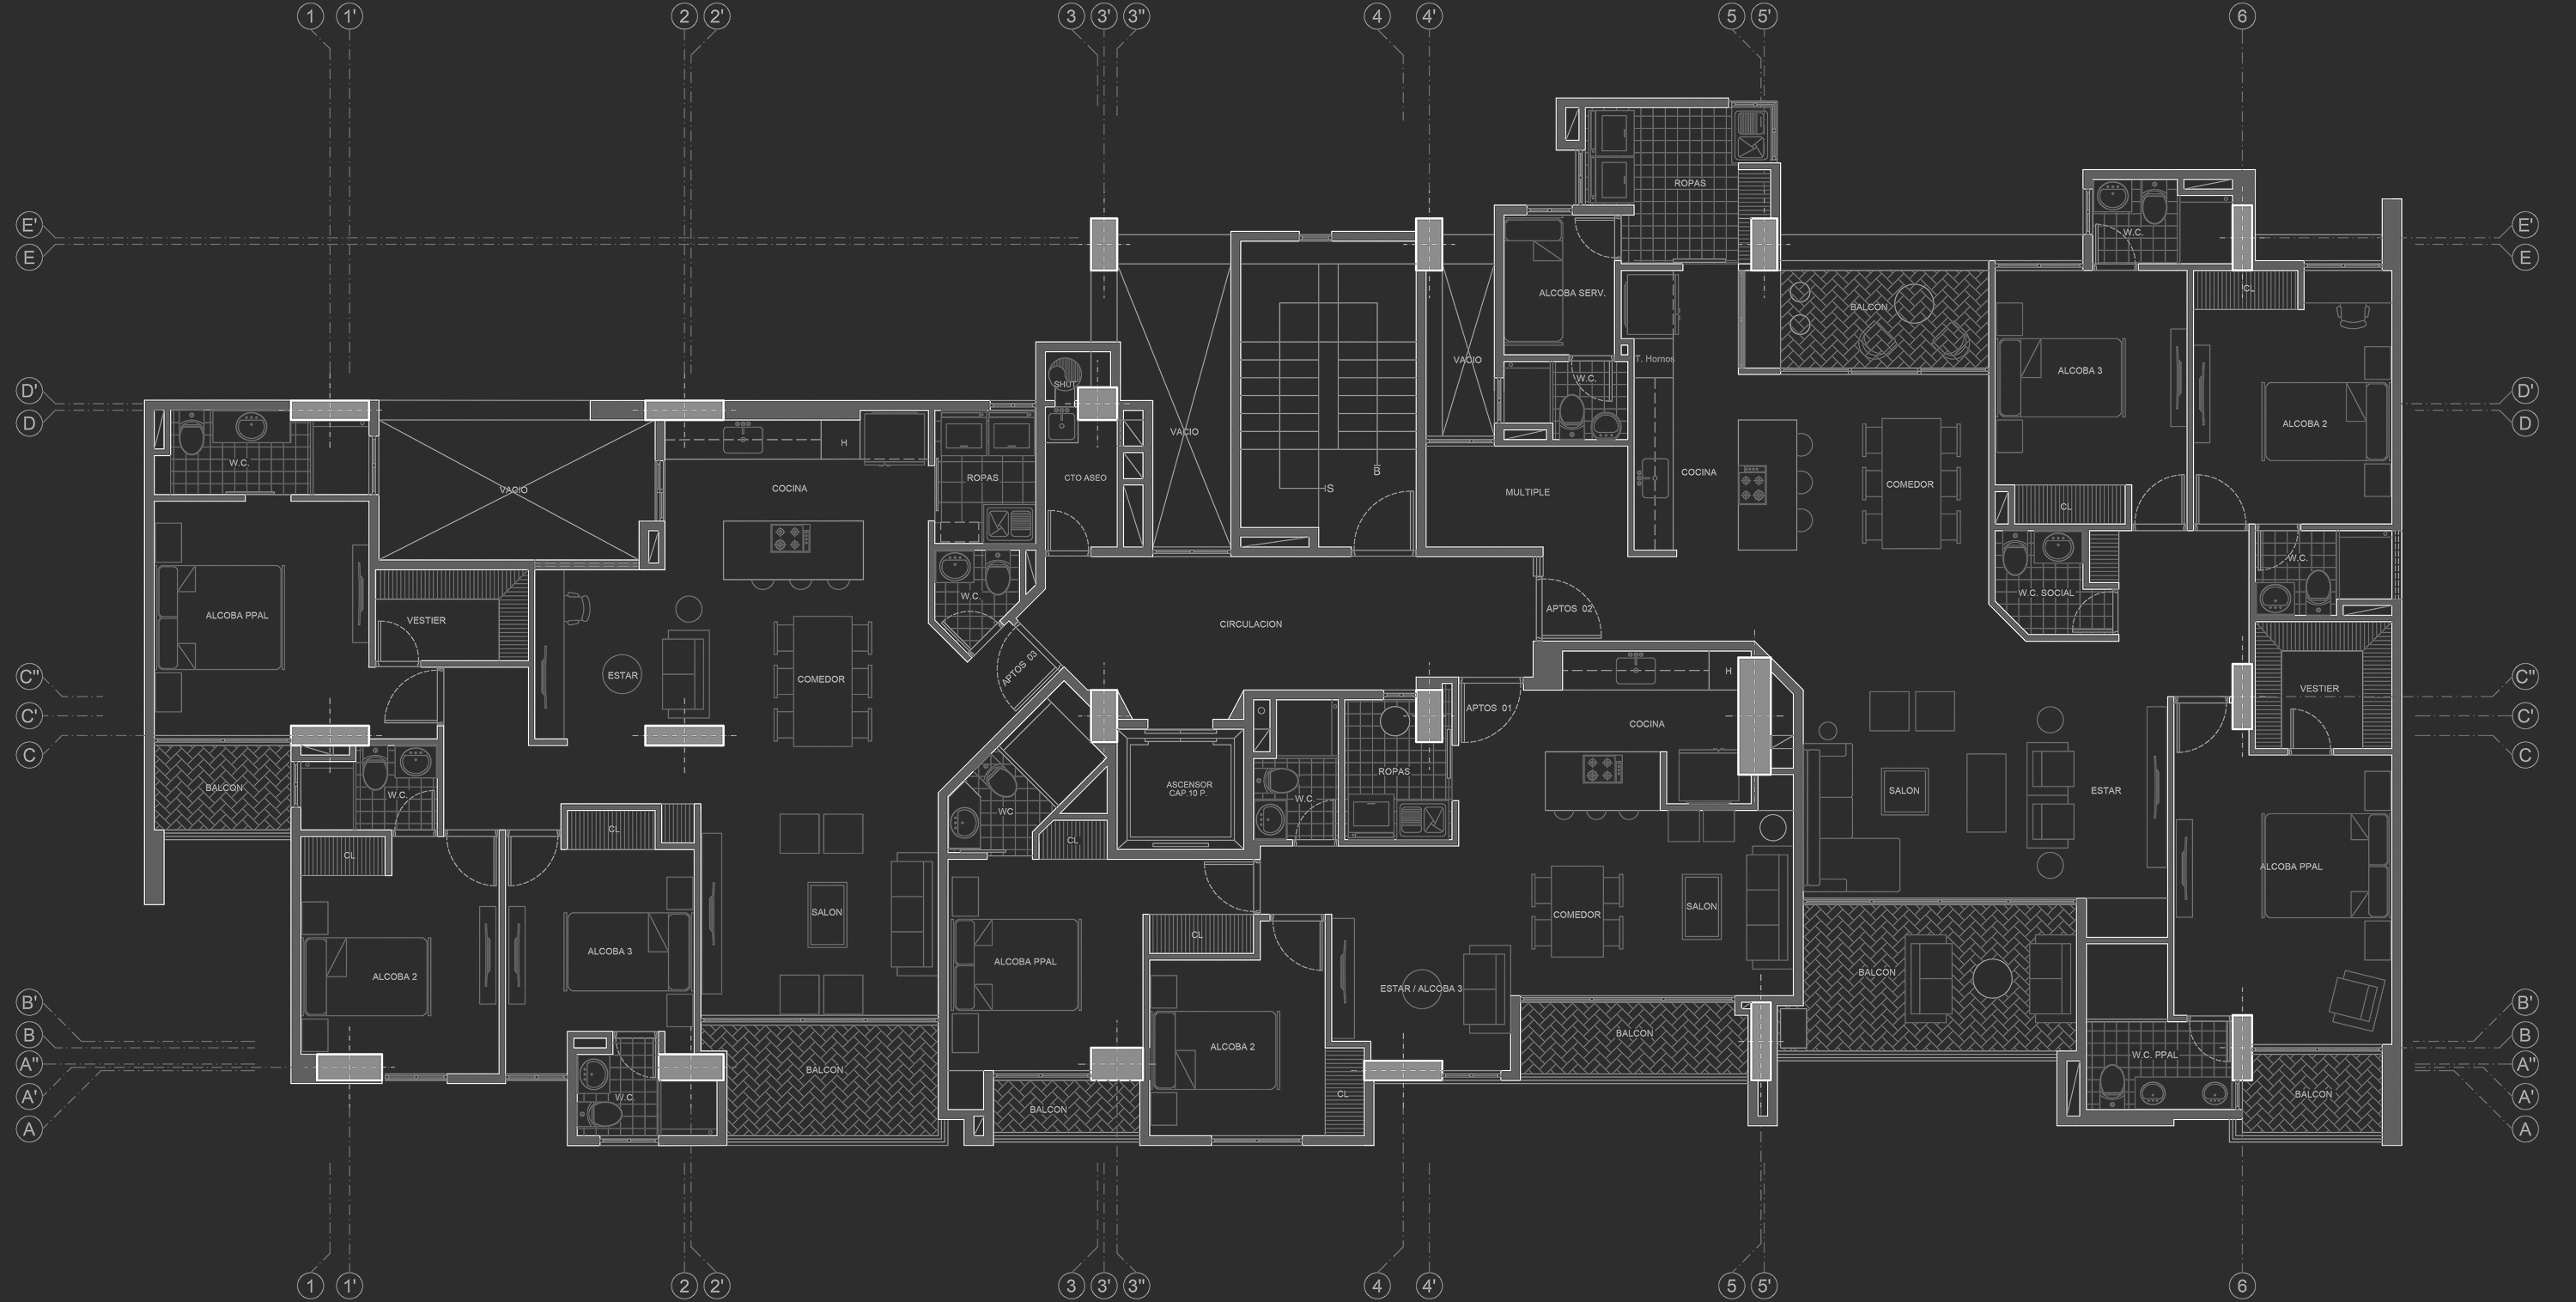 1 1' 2 2' 3 3' 3" 4 4' 5 5' 6
ROPAS
E' E'
W.C.
E E
CL
ALCOBA SERV.
BALCON
T. Hornos
VACIO
ALCOBA 3
W.C.
SHUT
D' D'
D D
ALCOBA 2
VACIO
H
W.C.
B
COCINA
CTO ASEO
ROPAS
COCINA
COMEDOR
VACIO
IS
MULTIPLE
CL
W.C.
W.C. SOCIAL
W.C.
APTOS 02
ALCOBA PPAL
VESTIER
CIRCULACION
APTOS 03
C" C"
ESTAR
COMEDOR
H
VESTIER
APTOS 01
C' C'
COCINA
C C
ROPAS
BALCON
W.C.
ASCENSOR
CAP.10 P.
W.C.
SALON
ESTAR
WC
CL
CL
CL
ALCOBA PPAL
SALON
COMEDOR
SALON
CL
ALCOBA 3
ALCOBA PPAL
ALCOBA 2
BALCON
ESTAR / ALCOBA 3
B' B'
B B
BALCON
ALCOBA 2
W.C. PPAL
A" A"
BALCON
A' A'
W.C.
CL
BALCON
BALCON
A A
1 1' 2 2' 3 3' 3" 4 4' 5 5' 6